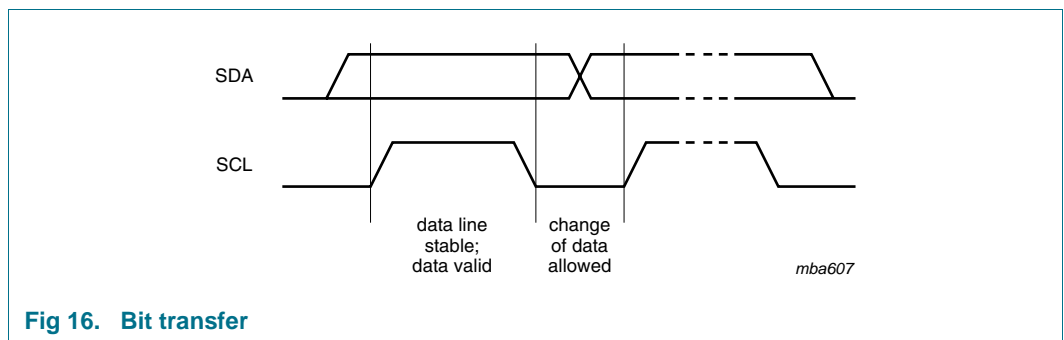 SDA
SCL
data line
stable;
data valid
change
of data
allowed
mba607
Fig 16. Bit transfer